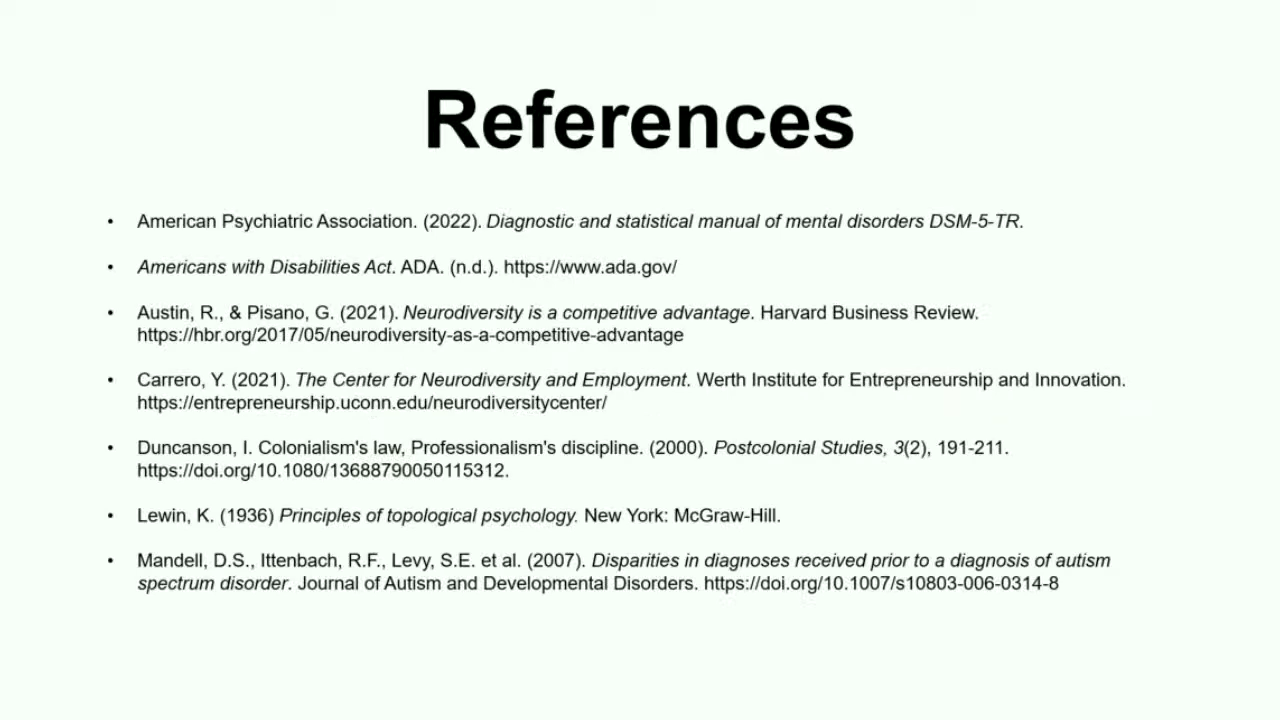 References
• American Psychiatric Association. (2022). Diagnostic and statistical manual of mental disorders DSM-5-TR.
• Americans with Disabilities Act. ADA. (n.d.). https://www.ada.gov/
• Austin, R., & Pisano, G. (2021). Neurodiversity is a competitive advantage. Harvard Business Review.
https://hbr.org/2017/05/neurodiversity-as-a-competitive-advantage
• Carrero, Y. (2021). The Center for Neurodiversity and Employment. Werth Institute for Entrepreneurship and Innovation.
https://entrepreneurship.uconn.edu/neurodiversitycenter/
• Duncanson, I. Colonialism's law, Professionalism's discipline. (2000). Postcolonial Studies, 3(2), 191-211.
https://doi.org/10.1080/13688790050115312.
• Lewin, K. (1936) Principles of topological psychology. New York: McGraw-Hill.
• Mandell, D.S., Ittenbach, R.F., Levy, S.E. et al. (2007). Disparities in diagnoses received prior to a diagnosis of autism
spectrum disorder. Journal of Autism and Developmental Disorders. https://doi.org/10.1007/s10803-006-0314-8